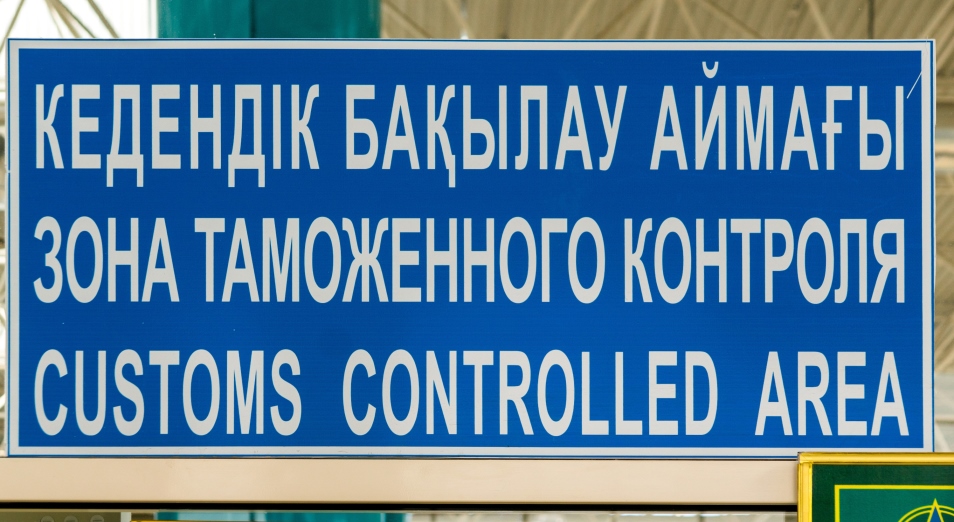 КЕДЕНДІК БАҚЫЛАУ АЙМАҒЫ
ЗОНА ТАМОЖЕННОГО КОНТРОЛЯ
CUSTOMS CONTROLLED AREA